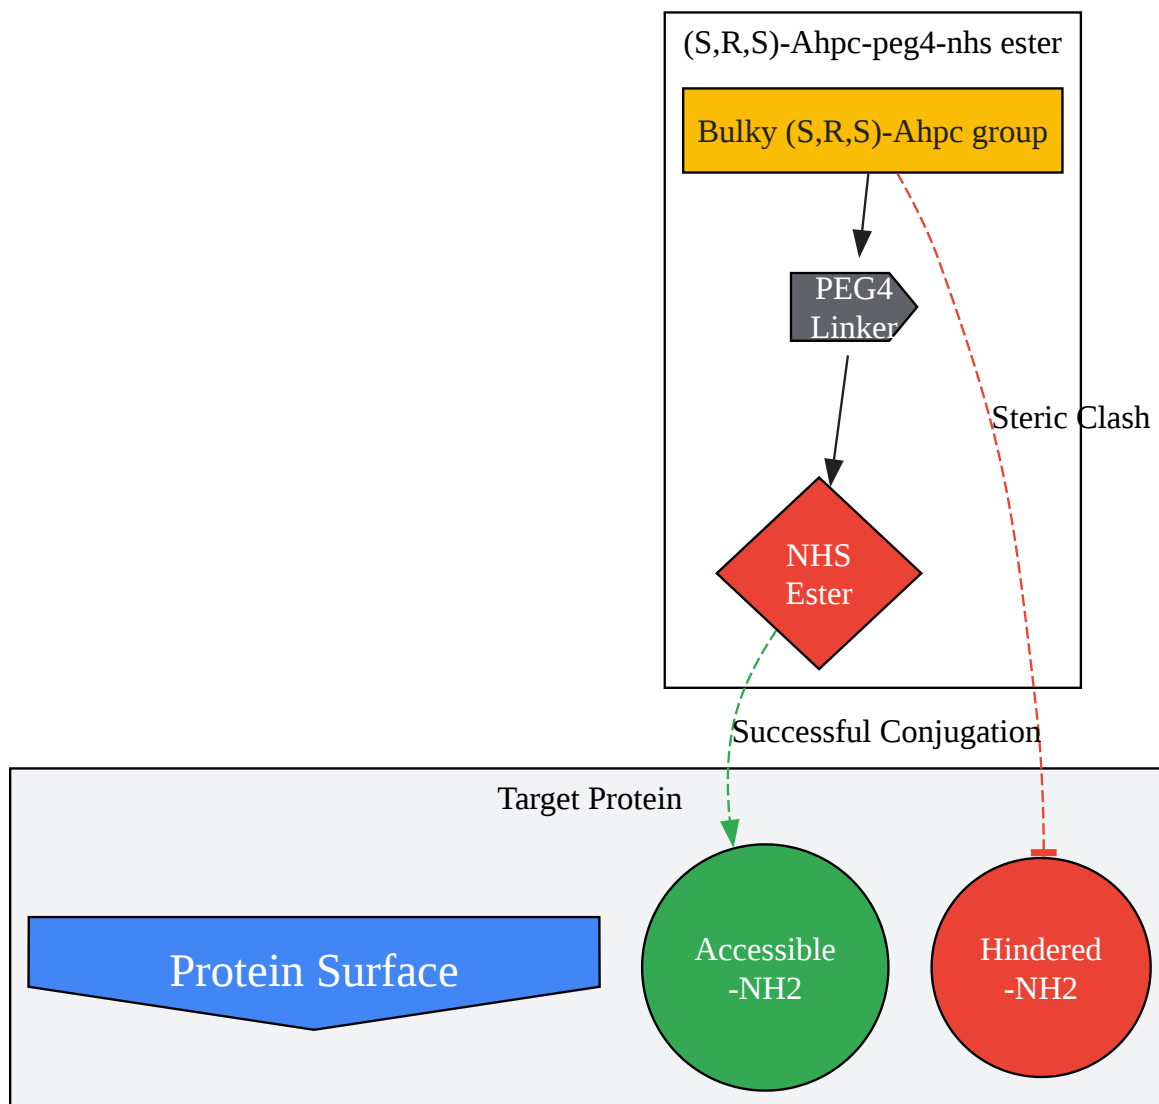 (S,R,S)-Ahpc-peg4-nhs ester
Bulky (S,R,S)-Ahpc group
PEG4
Linker
Steric Clash
NHS
Ester
Successful Conjugation
Target Protein
Protein Surface
Accessible
-NH2
Hindered
-NH2